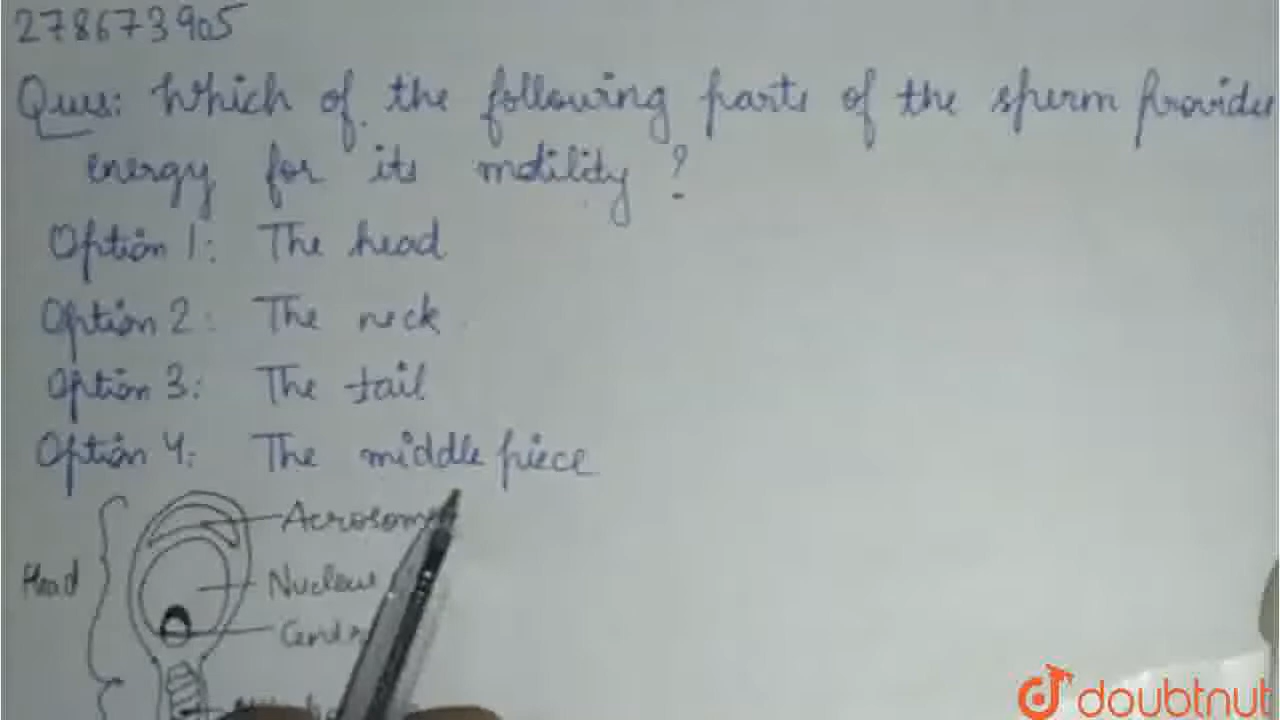 278673905
Ques: Which of the following parts of the sperm provides
energy for its motility ?
Option 1: The head
Option 2: The neck
Option 3: The tail
Option 4: The middle piece
Acrosom
Head
Nucleus
doubtnut